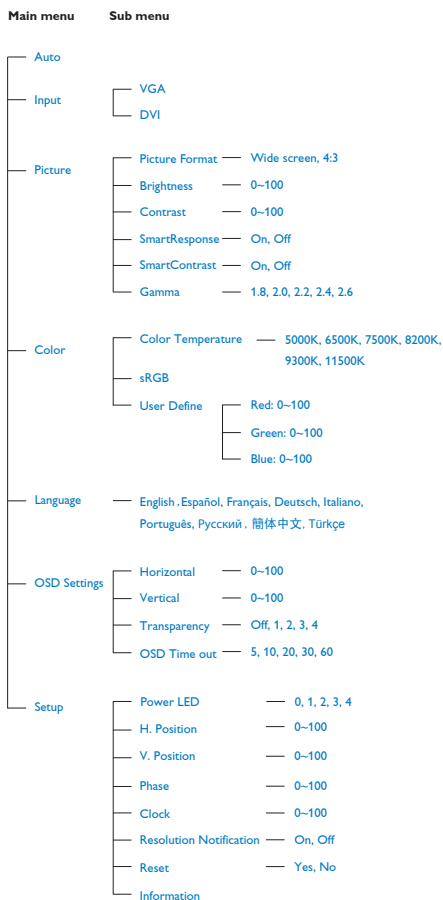 Main menu Sub menu
Auto
Input
VGA
DVI
Picture
Picture Format Wide screen, 4:3
Brightness 0~100
Contrast 0~100
SmartResponse On, Off
SmartContrast On, Off
Gamma 1.8, 2.0, 2.2, 2.4, 2.6
Color
Color Temperature 5000K, 6500K, 7500K, 8200K,
9300K, 11500K
sRGB
User Define Red: 0~100
Green: 0~100
Blue: 0~100
Language English , Español, Français, Deutsch, Italiano,
Português, Русский , 簡体中文, Türkçe
OSD Settings
Horizontal 0~100
Vertical 0~100
Transparency Off, 1, 2, 3, 4
OSD Time out 5, 10, 20, 30, 60
Setup
Power LED 0, 1, 2, 3, 4
H. Position 0~100
V. Position 0~100
Phase 0~100
Clock 0~100
Resolution Notification On, Off
Reset Yes, No
Information